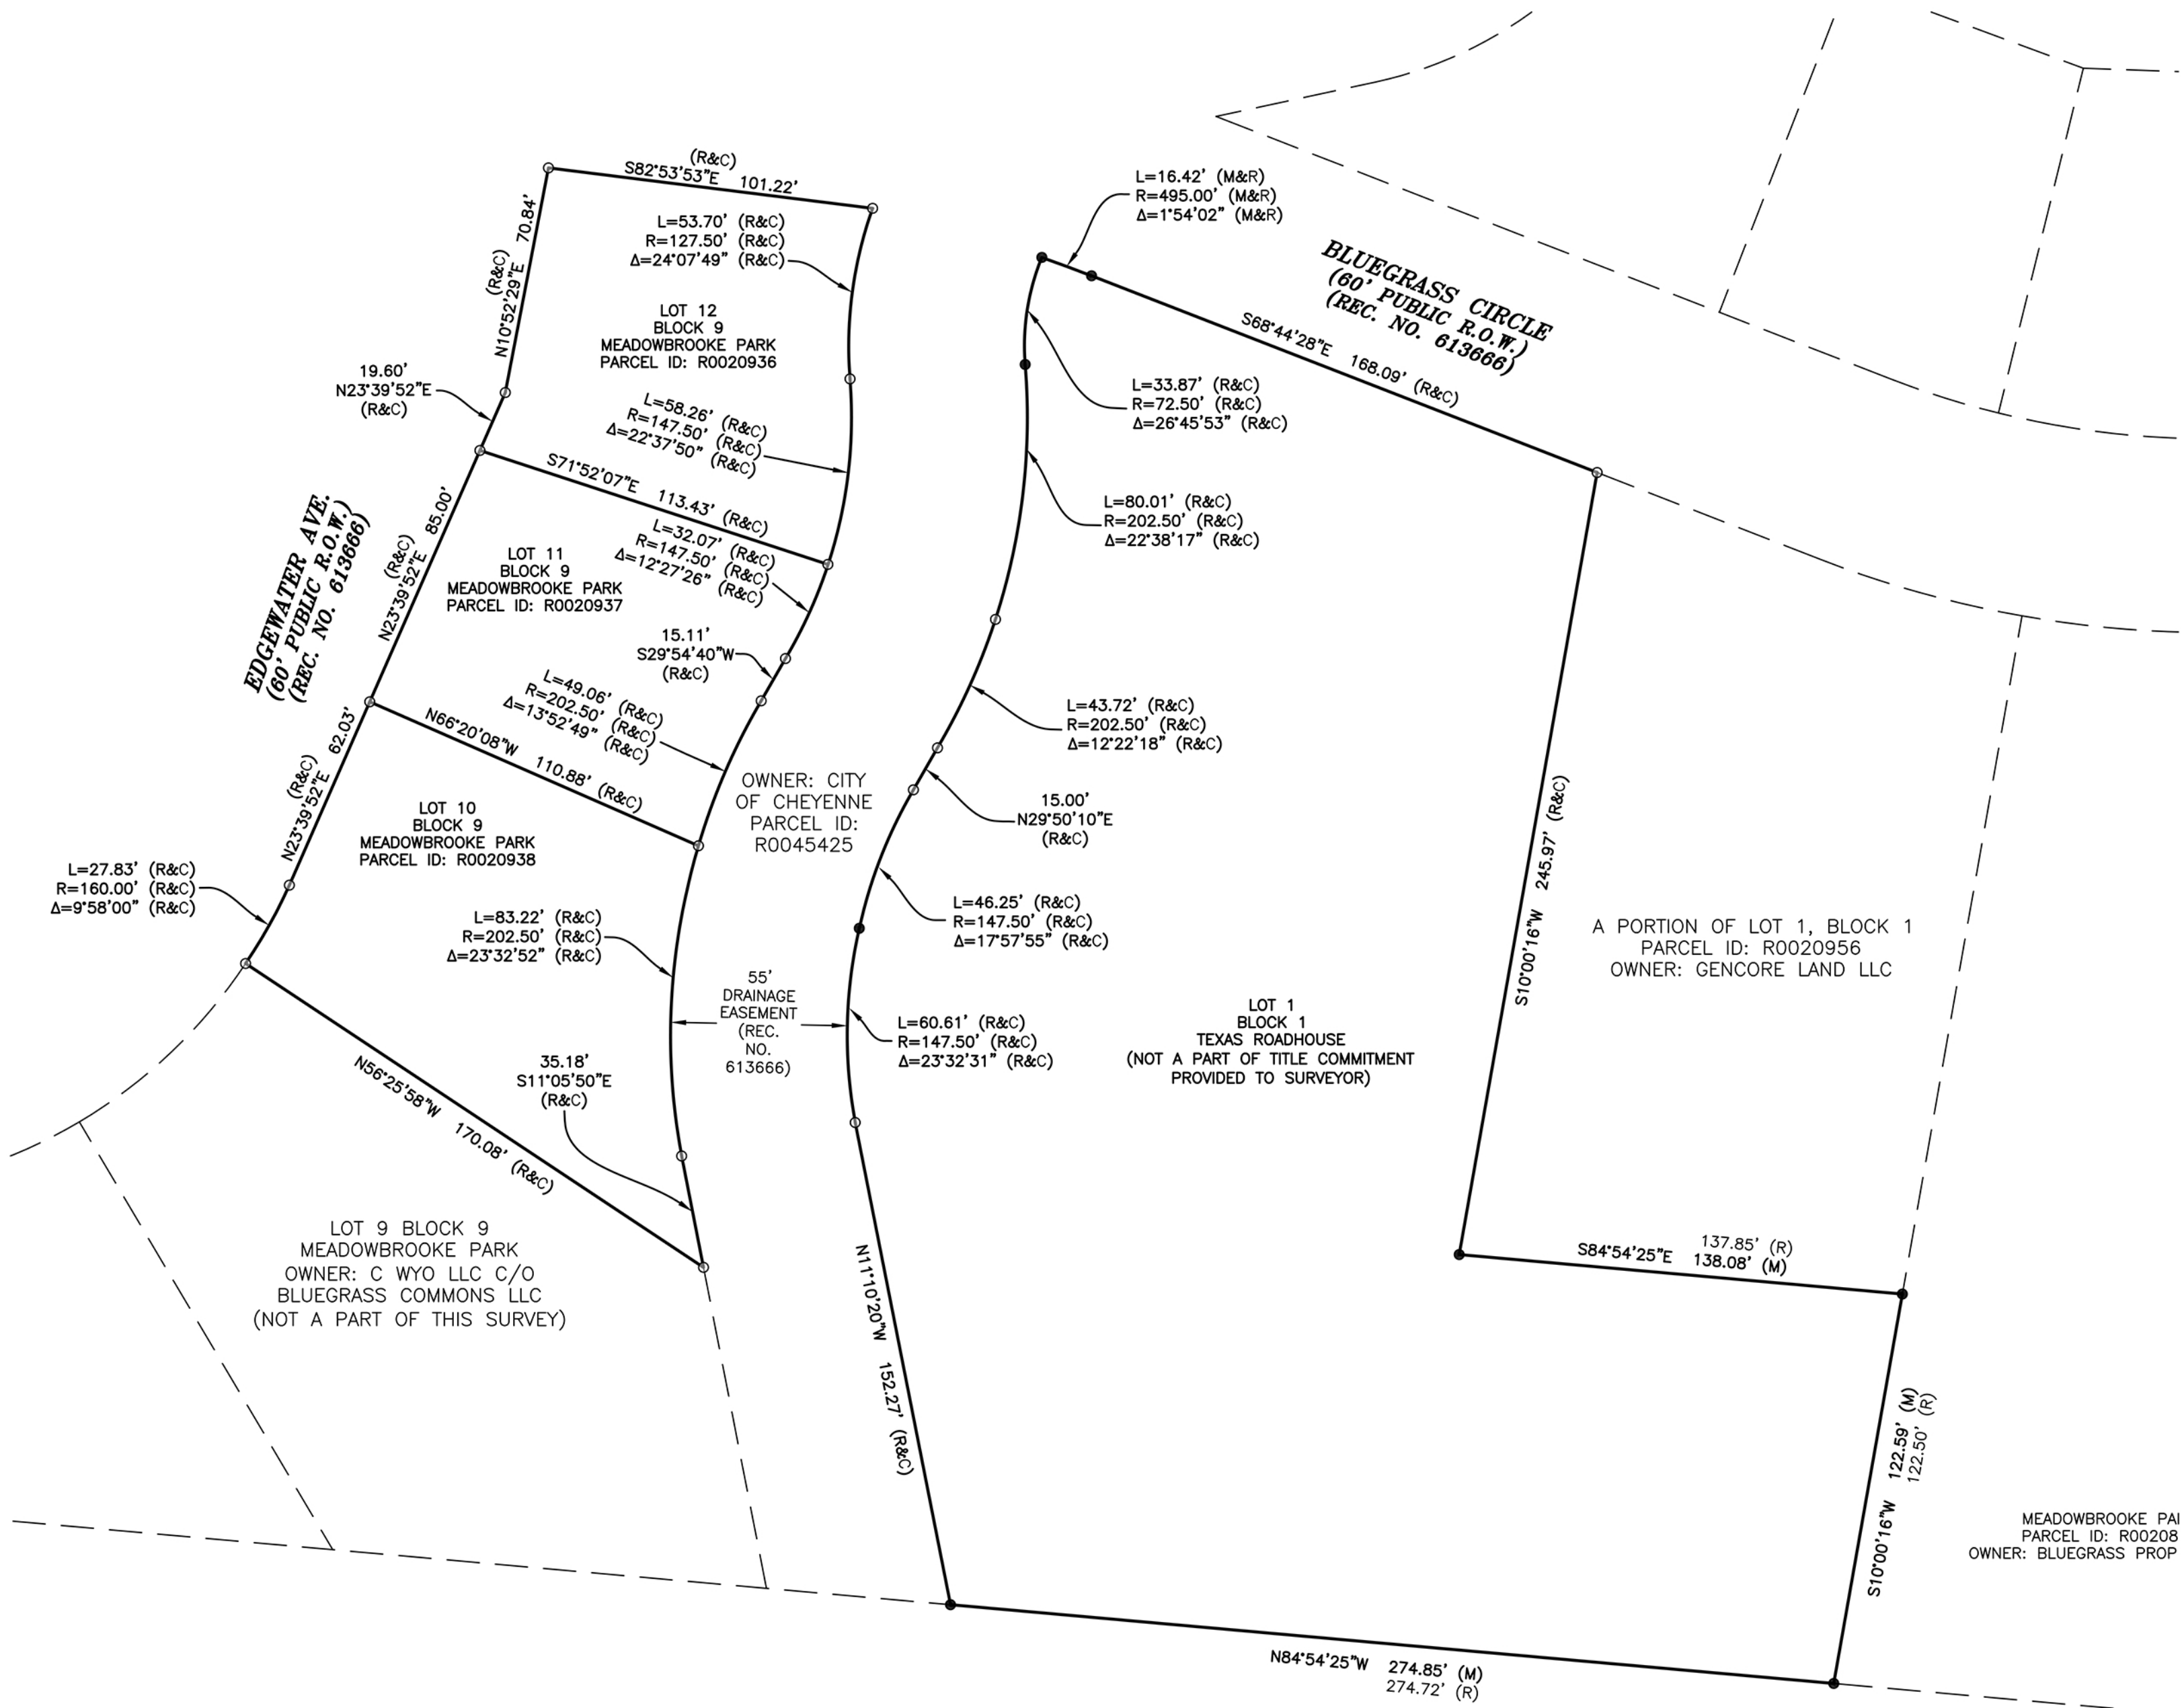 (R&C)
S82°53'53"E 101.22'
L=16.42' (M&R)
R=495.00' (M&R)
Δ=1°54'02" (M&R)
(R&C)
N10°52'29"E 70.84'
L=53.70' (R&C)
R=127.50' (R&C)
Δ=24°07'49" (R&C)
BLUEGRASS CIRCLE
(60' PUBLIC R.O.W.)
(REC. NO. 613666)
LOT 12
BLOCK 9
MEADOWBROOKE PARK
PARCEL ID: R0020936
S68°44'28"E 168.09' (R&C)
19.60'
N23°39'52"E
(R&C)
L=33.87' (R&C)
R=72.50' (R&C)
Δ=26°45'53" (R&C)
L=58.26' (R&C)
R=147.50' (R&C)
Δ=22°37'50" (R&C)
S71°52'07"E 113.43' (R&C)
EDGEWATER AVE.
(60' PUBLIC R.O.W.)
(REC. NO. 613666)
(R&C)
N23°39'52"E 85.00'
L=80.01' (R&C)
R=202.50' (R&C)
Δ=22°38'17" (R&C)
L=32.07' (R&C)
R=147.50' (R&C)
Δ=12°27'26" (R&C)
LOT 11
BLOCK 9
MEADOWBROOKE PARK
PARCEL ID: R0020937
15.11'
S29°54'40"W
(R&C)
L=49.06' (R&C)
R=202.50' (R&C)
Δ=13°52'49" (R&C)
N66°20'08"W 110.88' (R&C)
L=43.72' (R&C)
R=202.50' (R&C)
Δ=12°22'18" (R&C)
(R&C)
N23°39'52"E 62.03'
OWNER: CITY
OF CHEYENNE
PARCEL ID:
R0045425
15.00'
N29°50'10"E
(R&C)
LOT 10
BLOCK 9
MEADOWBROOKE PARK
PARCEL ID: R0020938
S10°00'16"W 245.97' (R&C)
L=27.83' (R&C)
R=160.00' (R&C)
Δ=9°58'00" (R&C)
L=83.22' (R&C)
R=202.50' (R&C)
Δ=23°32'52" (R&C)
L=46.25' (R&C)
R=147.50' (R&C)
Δ=17°57'55" (R&C)
A PORTION OF LOT 1, BLOCK 1
PARCEL ID: R0020956
OWNER: GENCORE LAND LLC
55'
DRAINAGE
EASEMENT
(REC.
NO.
613666)
L=60.61' (R&C)
R=147.50' (R&C)
Δ=23°32'31" (R&C)
LOT 1
BLOCK 1
TEXAS ROADHOUSE
(NOT A PART OF TITLE COMMITMENT
PROVIDED TO SURVEYOR)
35.18'
S11°05'50"E
(R&C)
N56°25'58"W 170.08' (R&C)
LOT 9 BLOCK 9
MEADOWBROOKE PARK
OWNER: C WYO LLC C/O
BLUEGRASS COMMONS LLC
(NOT A PART OF THIS SURVEY)
137.85' (R)
S84°54'25"E 138.08' (M)
N11°10'20"W 152.27' (R&C)
S10°00'16"W 122.59' (M)
122.50' (R)
MEADOWBROOKE PA
PARCEL ID: R00208
OWNER: BLUEGRASS PROP
N84°54'25"W 274.85' (M)
274.72' (R)